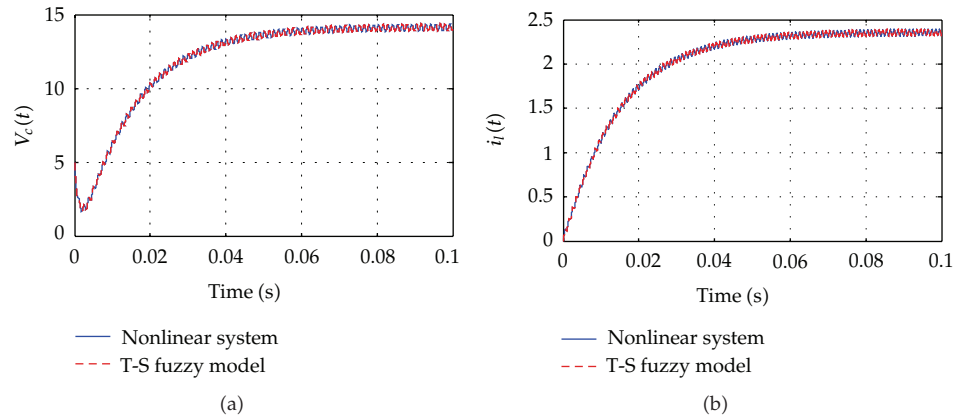 15
10
5
0
V_c(t)
0 0.02 0.04 0.06 0.08 0.1
Time (s)
Nonlinear system
T-S fuzzy model
(a)
2.5
2
1.5
1
0.5
0
i_l(t)
0 0.02 0.04 0.06 0.08 0.1
Time (s)
Nonlinear system
T-S fuzzy model
(b)